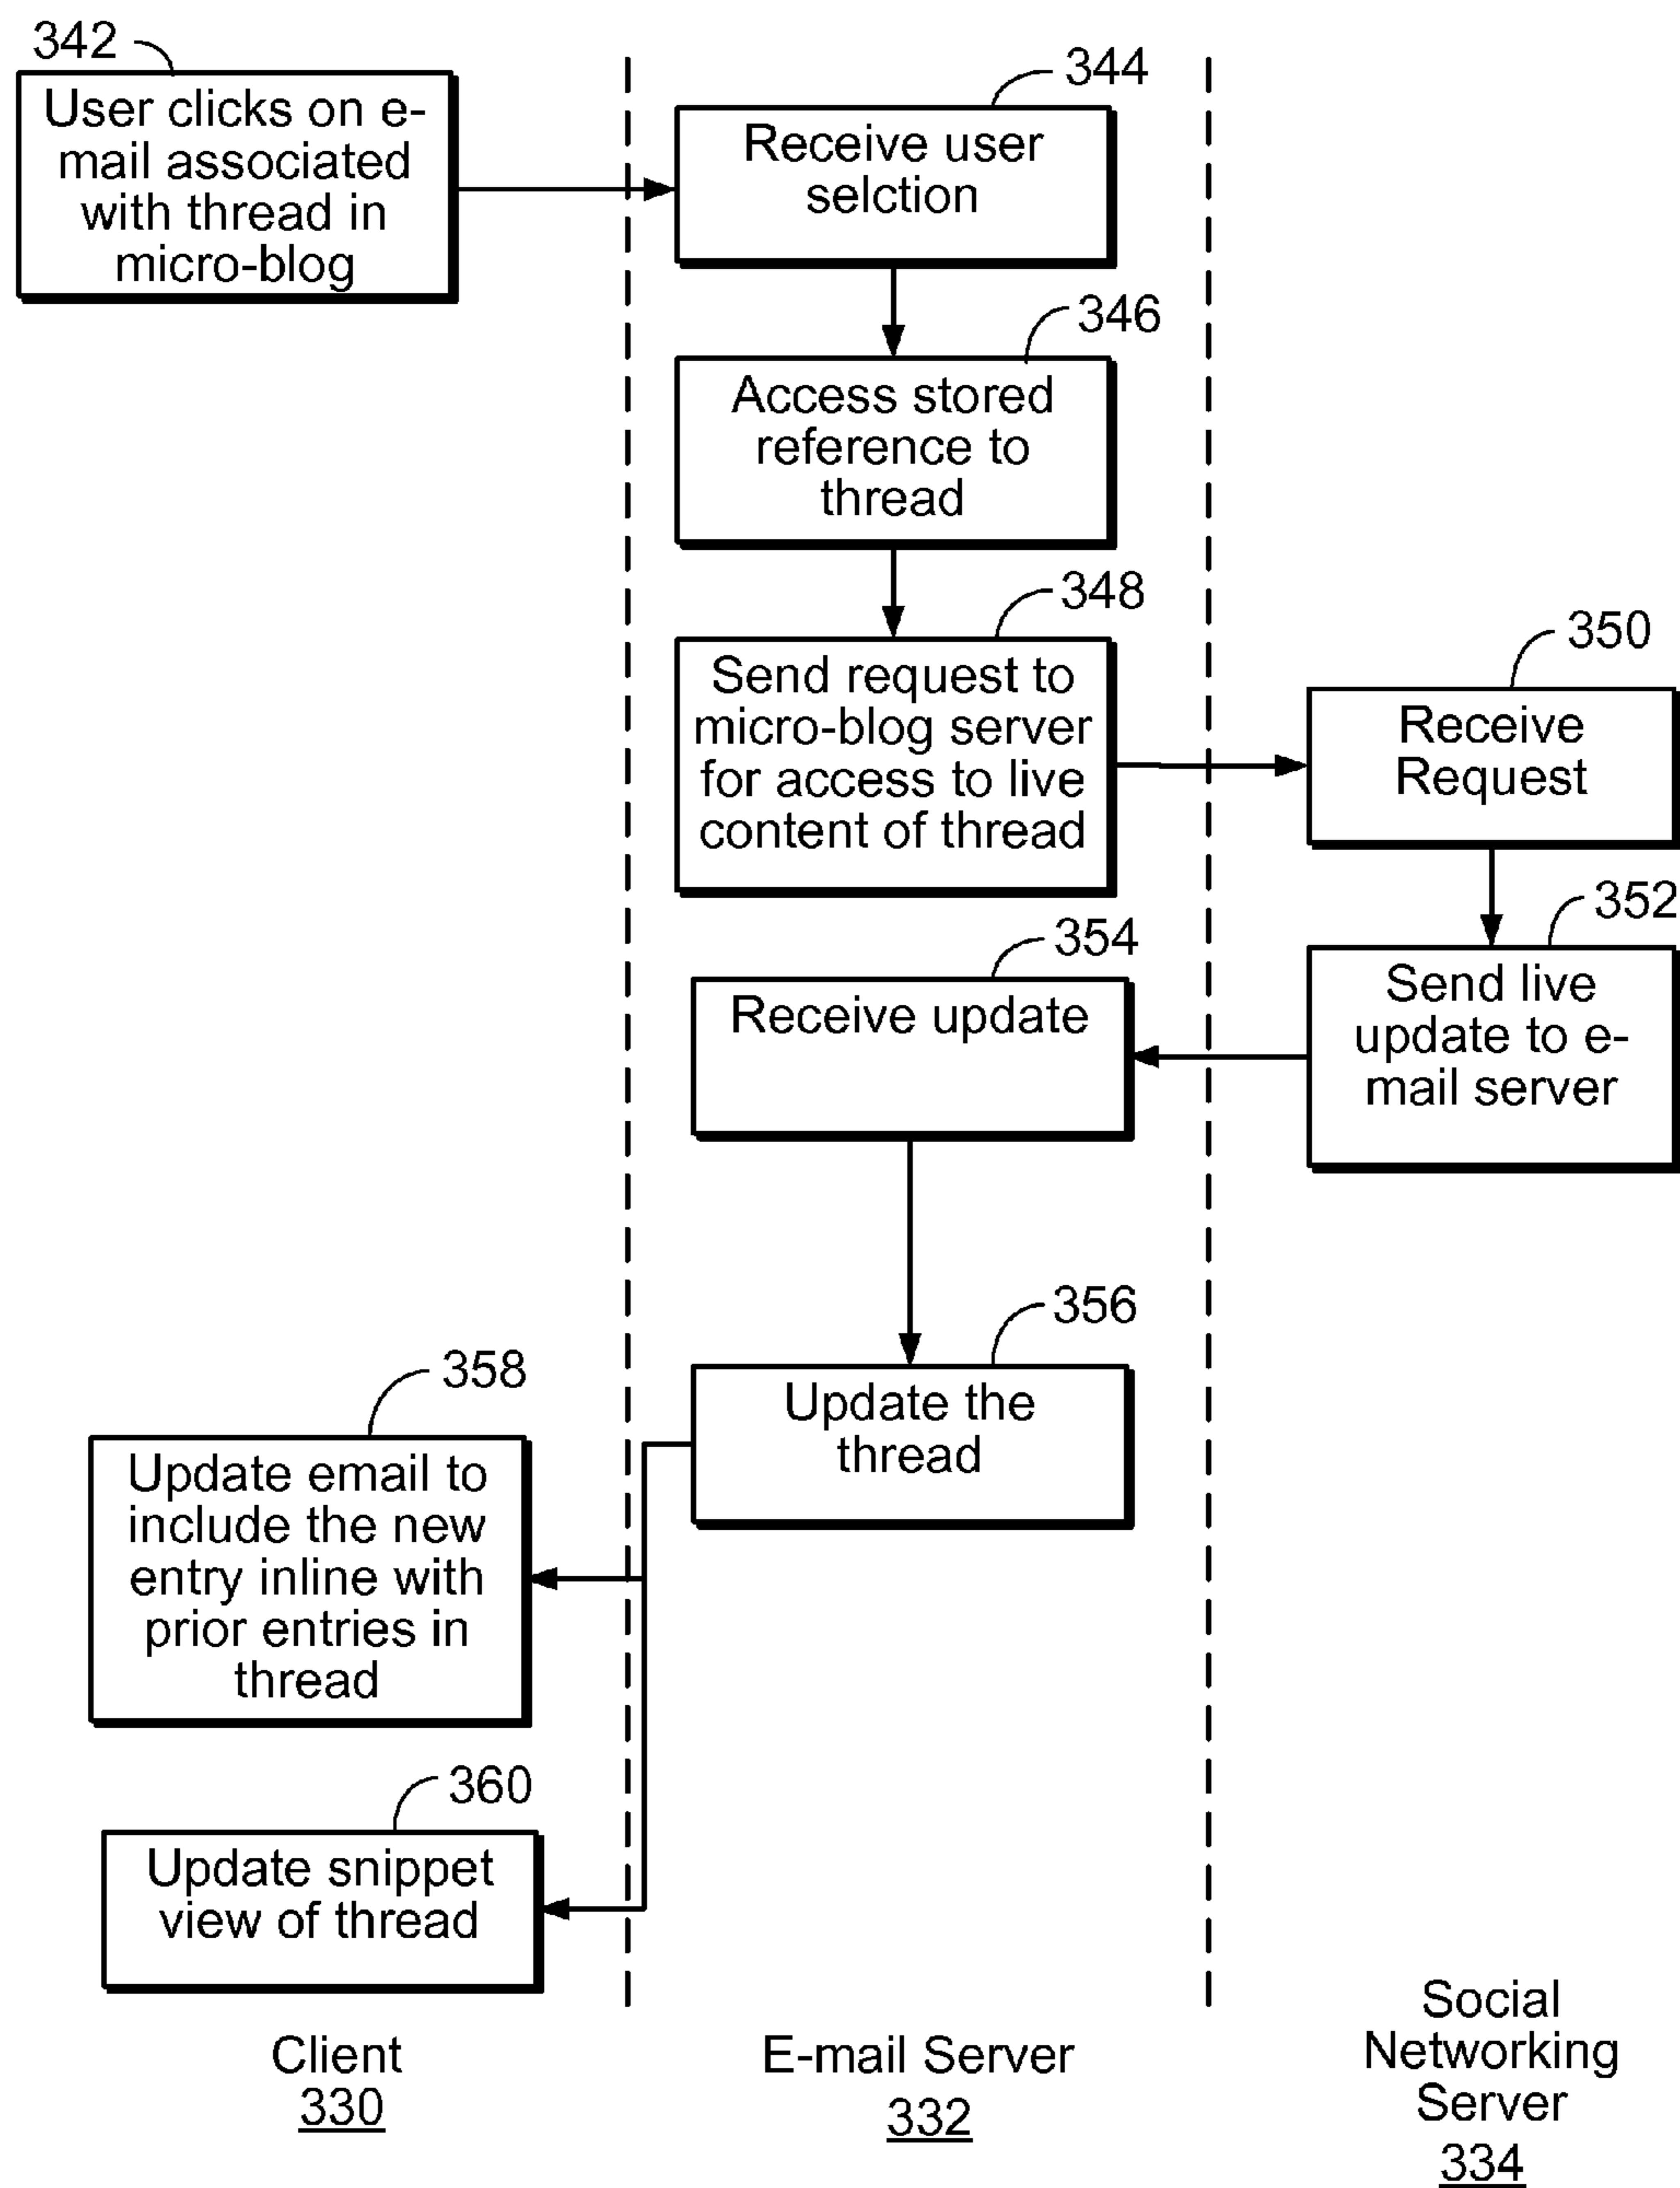 342
User clicks on e-
mail associated
with thread in
micro-blog
344
Receive user
selction
346
Access stored
reference to
thread
348
Send request to
micro-blog server
for access to live
content of thread
350
Receive
Request
352
Send live
update to e-
mail server
354
Receive update
356
Update the
thread
358
Update email to
include the new
entry inline with
prior entries in
thread
360
Update snippet
view of thread
Client
330
E-mail Server
332
Social
Networking
Server
334